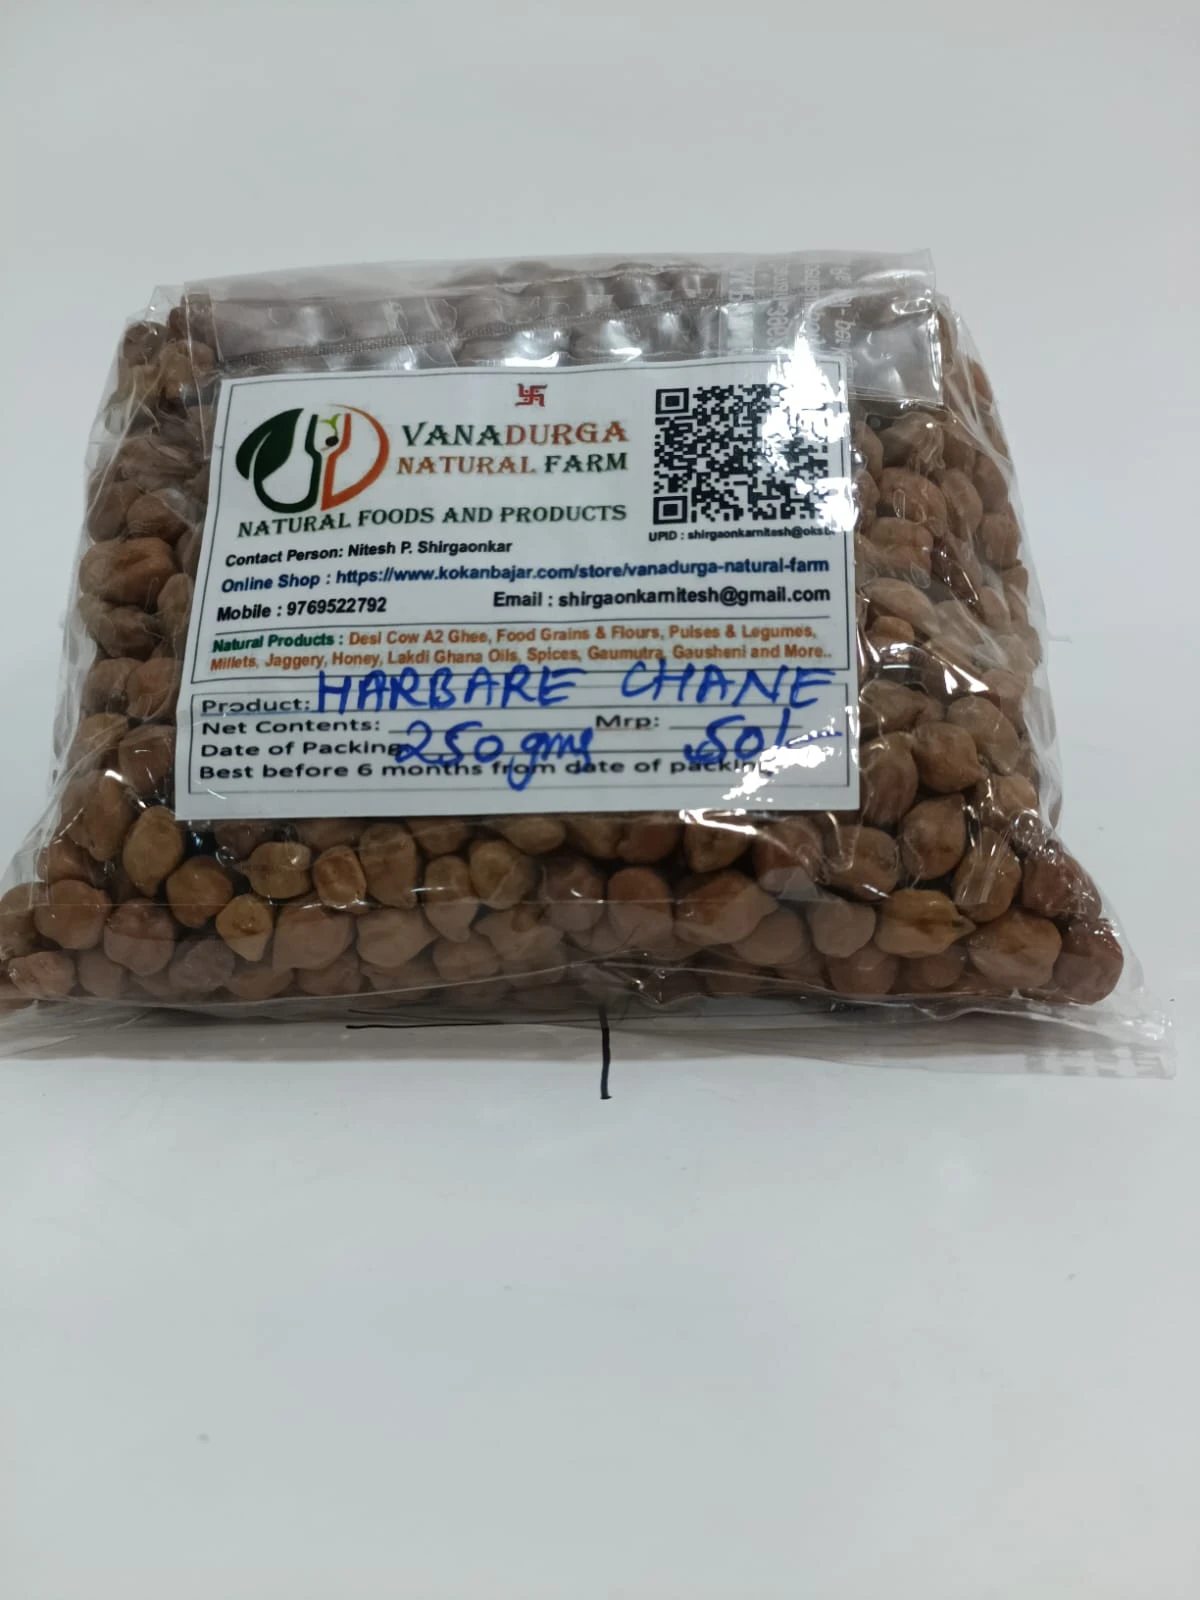 VANADURGA
NATURAL FARM
NATURAL FOODS AND PRODUCTS
UPID : shirgaonkarnitesh@oksbi
Contact Person: Nitesh P. Shirgaonkar
Online Shop : https://www.kokanbajar.com/store/vanadurga-natural-farm
Mobile : 9769522792 Email : shirgaonkarnitesh@gmail.com
Natural Products : Desi Cow A2 Ghee, Food Grains & Flours, Pulses & Legumes,
Millets, Jaggery, Honey, Lakdi Ghana Oils, Spices, Gaumutra, Gausheni and More..
Product: HARBARE CHANE
Net Contents: 250 gms Mrp: 50/-
Date of Packing
Best before 6 months from date of packing